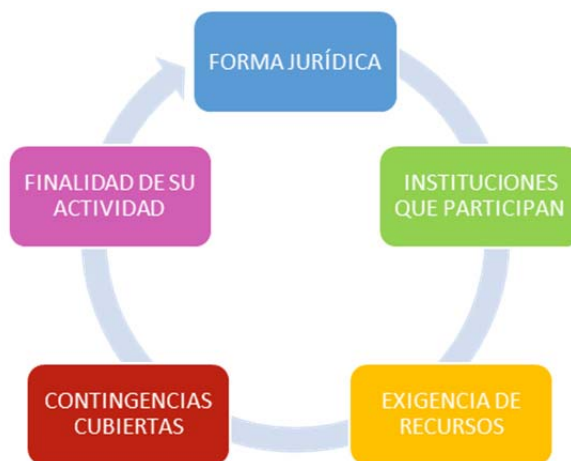 FORMA JURÍDICA
INSTITUCIONES
QUE PARTICIPAN
EXIGENCIA DE
RECURSOS
CONTINGENCIAS
CUBIERTAS
FINALIDAD DE SU
ACTIVIDAD